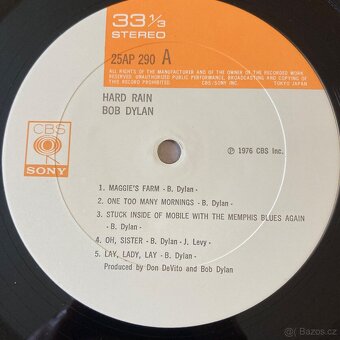 33 1/3
STEREO
25AP 290 A
ALL RIGHTS OF THE MANUFACTURER AND OF THE OWNER OF THE RECORDED WORK
RESERVED. UNAUTHORIZED PUBLIC PERFORMANCE, BROADCASTING AND COPYING OF
THIS RECORD PROHIBITED CBS/SONY INC. TOKYO JAPAN
HARD RAIN
BOB DYLAN
CBS
SONY
℗ 1976 CBS Inc.
1. MAGGIE'S FARM - B. Dylan -
2. ONE TOO MANY MORNINGS - B. Dylan -
3. STUCK INSIDE OF MOBILE WITH THE MEMPHIS BLUES AGAIN
- B. Dylan -
4. OH, SISTER - B. Dylan - J. Levy -
5. LAY, LADY, LAY - B. Dylan -
Produced by Don DeVito and Bob Dylan
Bazoš.cz